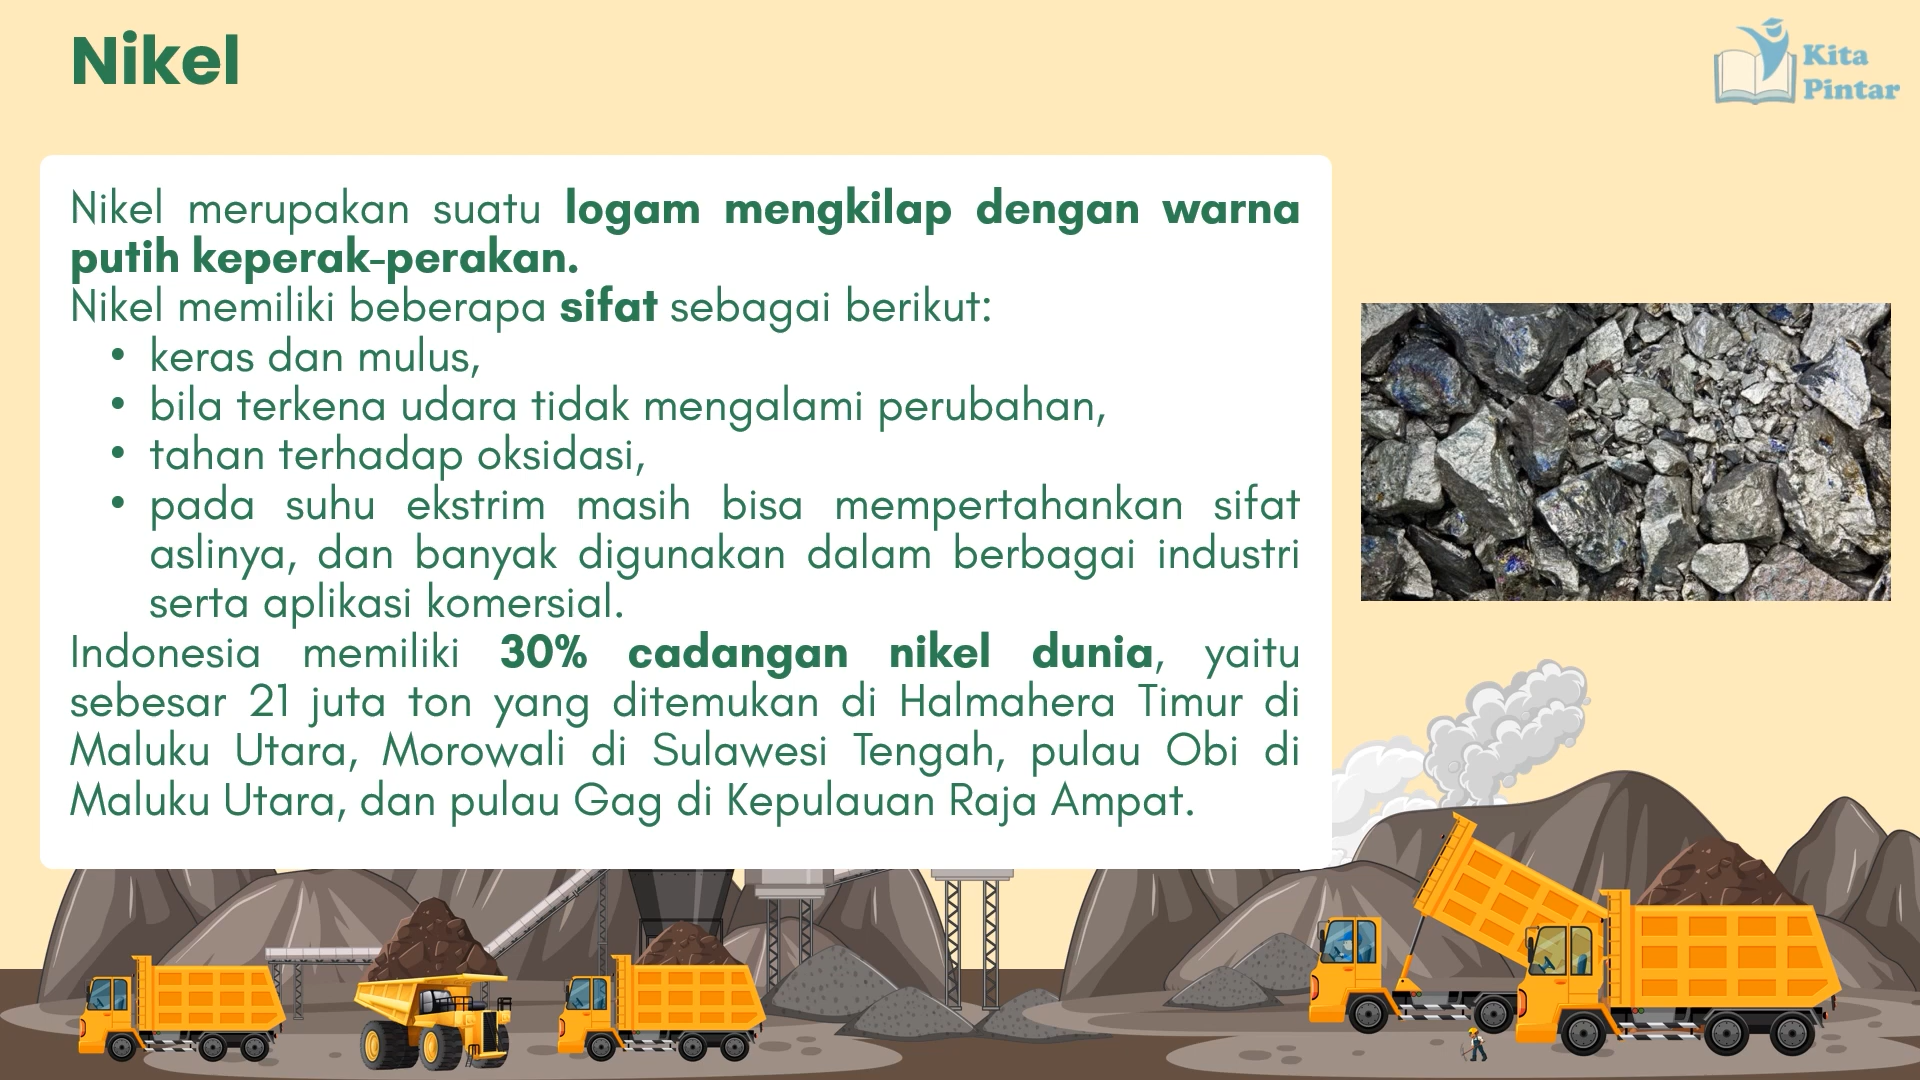 Nikel
Kita
Pintar
Nikel merupakan suatu logam mengkilap dengan warna
putih keperak-perakan.
Nikel memiliki beberapa sifat sebagai berikut:
• keras dan mulus,
• bila terkena udara tidak mengalami perubahan,
• tahan terhadap oksidasi,
• pada suhu ekstrim masih bisa mempertahankan sifat
aslinya, dan banyak digunakan dalam berbagai industri
serta aplikasi komersial.
Indonesia memiliki 30% cadangan nikel dunia, yaitu
sebesar 21 juta ton yang ditemukan di Halmahera Timur di
Maluku Utara, Morowali di Sulawesi Tengah, pulau Obi di
Maluku Utara, dan pulau Gag di Kepulauan Raja Ampat.